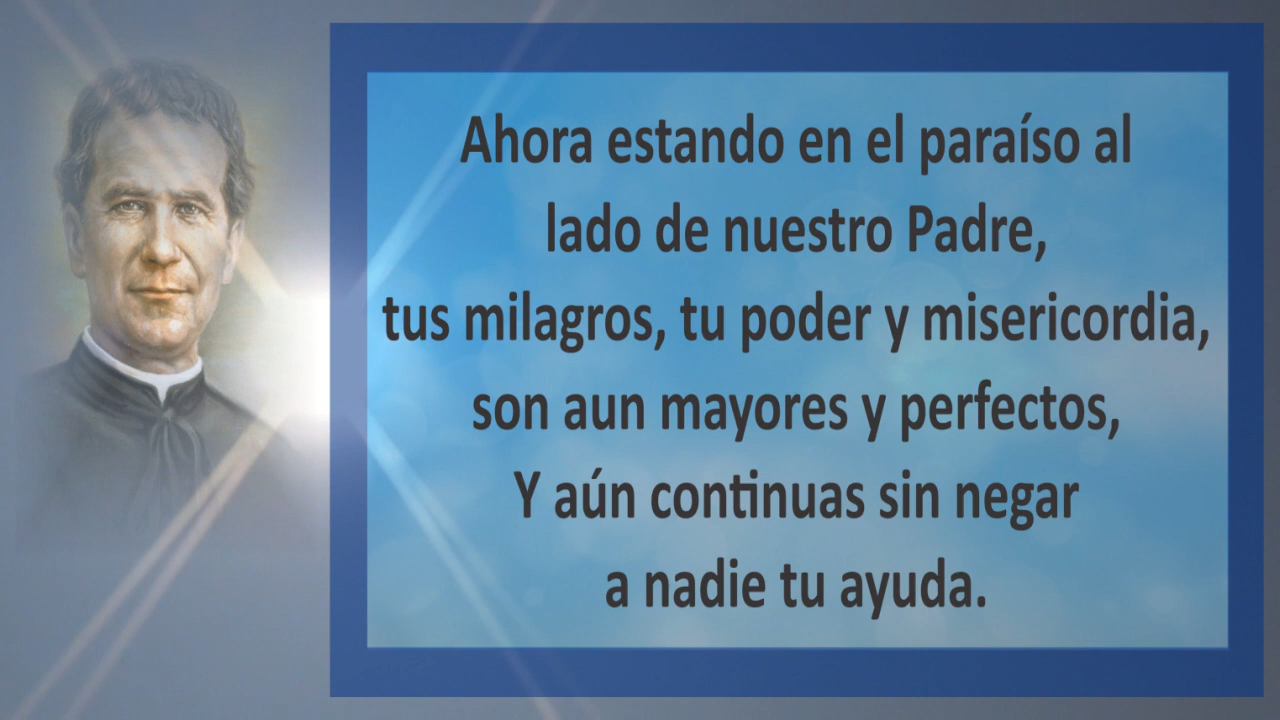 Ahora estando en el paraíso al
lado de nuestro Padre,
tus milagros, tu poder y misericordia,
son aun mayores y perfectos,
Y aún continuas sin negar
a nadie tu ayuda.